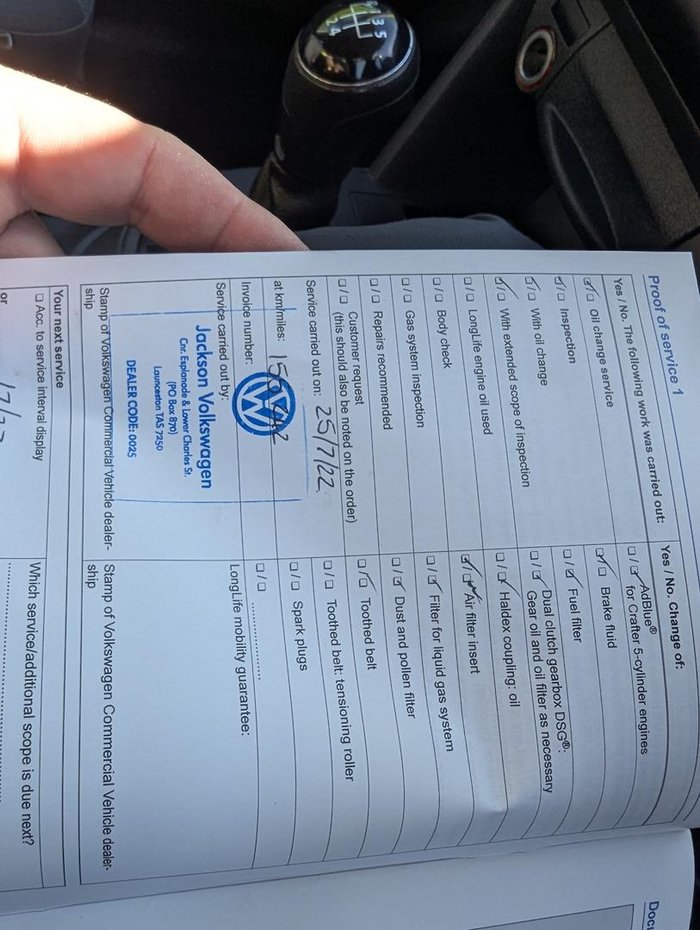 Proof of service 1
Yes / No. The following work was carried out:
Oil change service
Inspection
With oil change
With extended scope of inspection
LongLife engine oil used
Body check
Gas system inspection
Repairs recommended
Customer request
(this should also be noted on the order)
Service carried out on: 25/7/22
at km/miles:
Invoice number:
Service carried out by:
Jackson Volkswagen
Cnr. Esplanade & Lower Charles St.
(PO Box 870)
Launceston TAS 7250
DEALER CODE: 0025
Stamp of Volkswagen Commercial Vehicle dealer-
ship
Yes / No. Change of:
AdBlue®
for Crafter 5-cylinder engines
Brake fluid
Fuel filter
Dual clutch gearbox DSG®:
Gear oil and oil filter as necessary
Haldex coupling: oil
Air filter insert
Filter for liquid gas system
Dust and pollen filter
Toothed belt
Toothed belt: tensioning roller
Spark plugs
LongLife mobility guarantee:
Stamp of Volkswagen Commercial Vehicle dealer-
ship
Your next service
Acc. to service interval display
or
Which service/additional scope is due next?